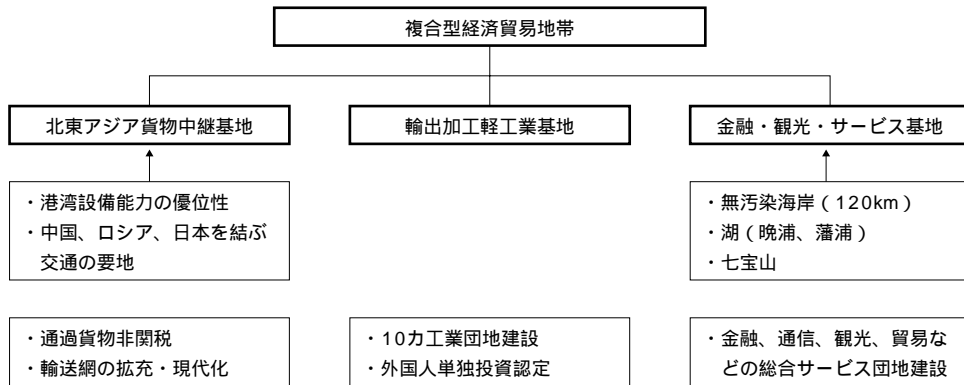 複合型経済貿易地帯
北東アジア貨物中継基地
輸出加工軽工業基地
金融・観光・サービス基地
・港湾設備能力の優位性
・中国、ロシア、日本を結ぶ
交通の要地
・無汚染海岸(120km)
・湖(晩浦、藩浦)
・七宝山
・通過貨物非関税
・輸送網の拡充・現代化
・10カ工業団地建設
・外国人単独投資認定
・金融、通信、観光、貿易な
どの総合サービス団地建設